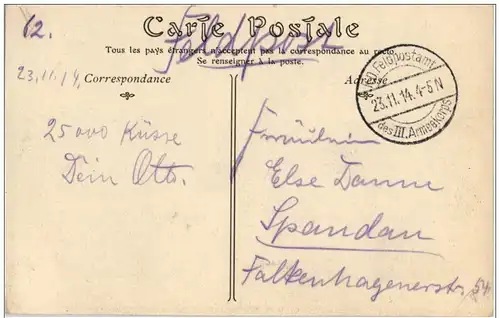 12.
Carte Postale
Feldpost
Tous les pays étrangers n'acceptent pas la correspondance au recto.
Se renseigner à la poste.
23.11.14.
Correspondance
Adresse
Feldpostamt
23.11.14.4-5N
des III. Armeekorps
25000 Küsse
Dein Otto.
Fräulein
Else Damm
Spandau
Falkenhagenerstr. 54